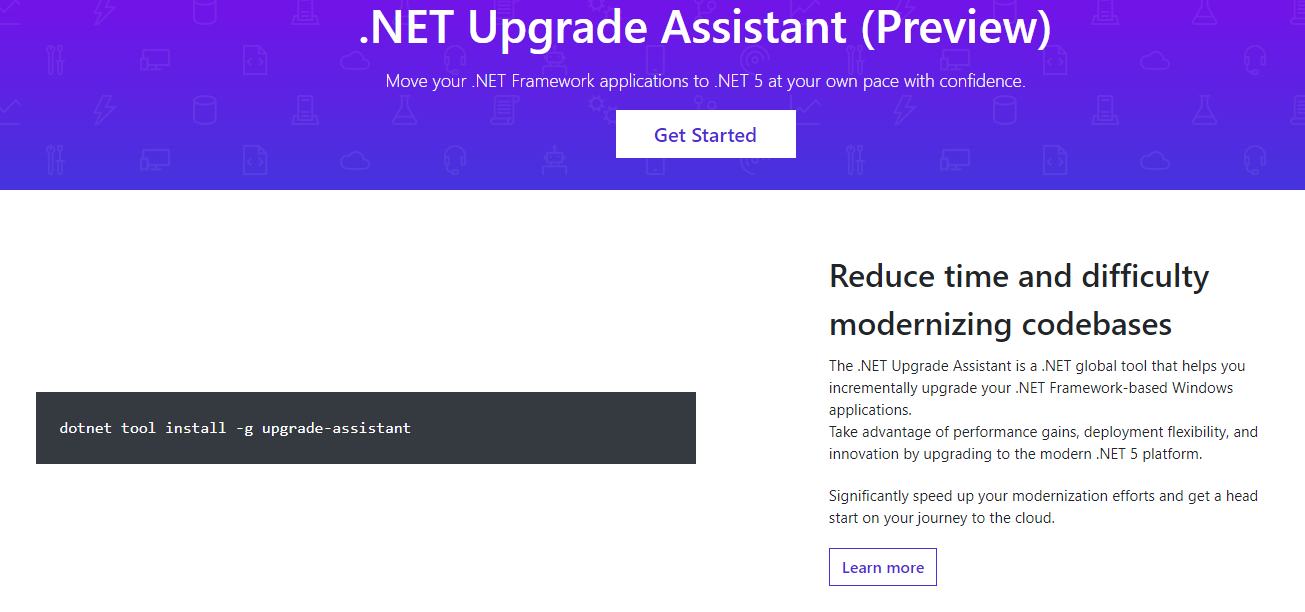 .NET Upgrade Assistant (Preview)
Move your .NET Framework applications to .NET 5 at your own pace with confidence.
Get Started
dotnet tool install -g upgrade-assistant
Reduce time and difficulty
modernizing codebases
The .NET Upgrade Assistant is a .NET global tool that helps you
incrementally upgrade your .NET Framework-based Windows
applications.
Take advantage of performance gains, deployment flexibility, and
innovation by upgrading to the modern .NET 5 platform.
Significantly speed up your modernization efforts and get a head
start on your journey to the cloud.
Learn more